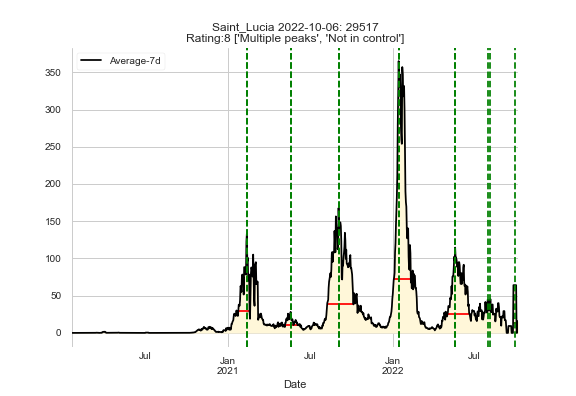 Saint_Lucia 2022-10-06: 29517
Rating:8 ['Multiple peaks', 'Not in control']
Average-7d
350
300
250
200
150
100
50
0
Jul
Jan
2021
Jul
Jan
2022
Jul
Date